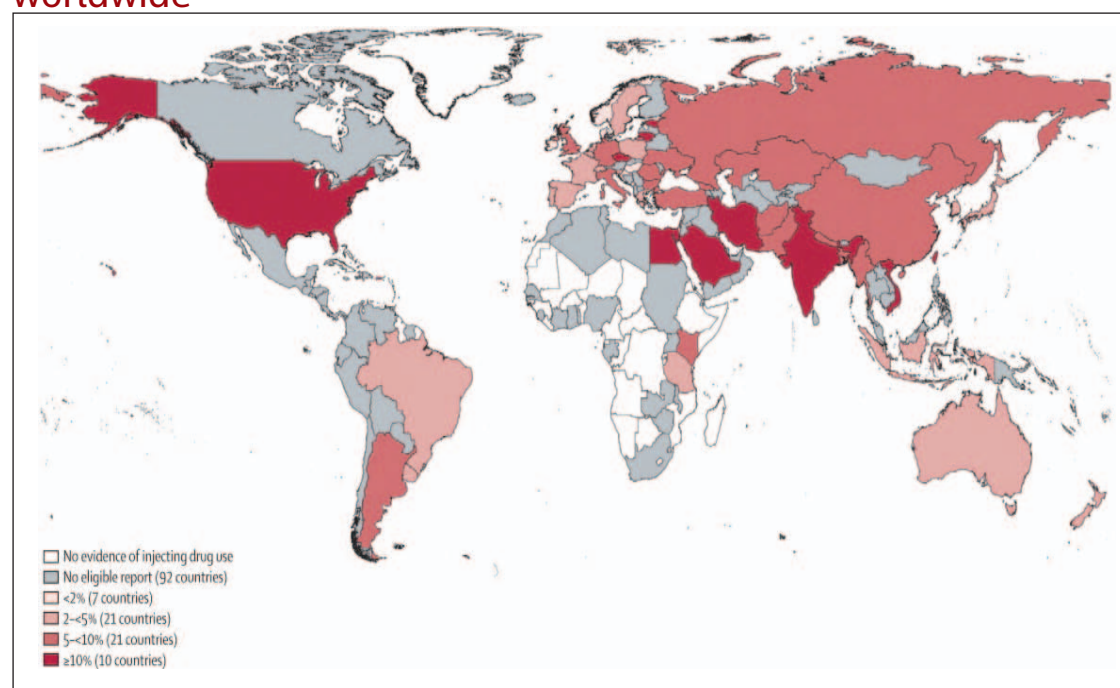 worldwide
No evidence of injecting drug use
No eligible report (92 countries)
<2% (7 countries)
2–<5% (21 countries)
5–<10% (21 countries)
≥10% (10 countries)